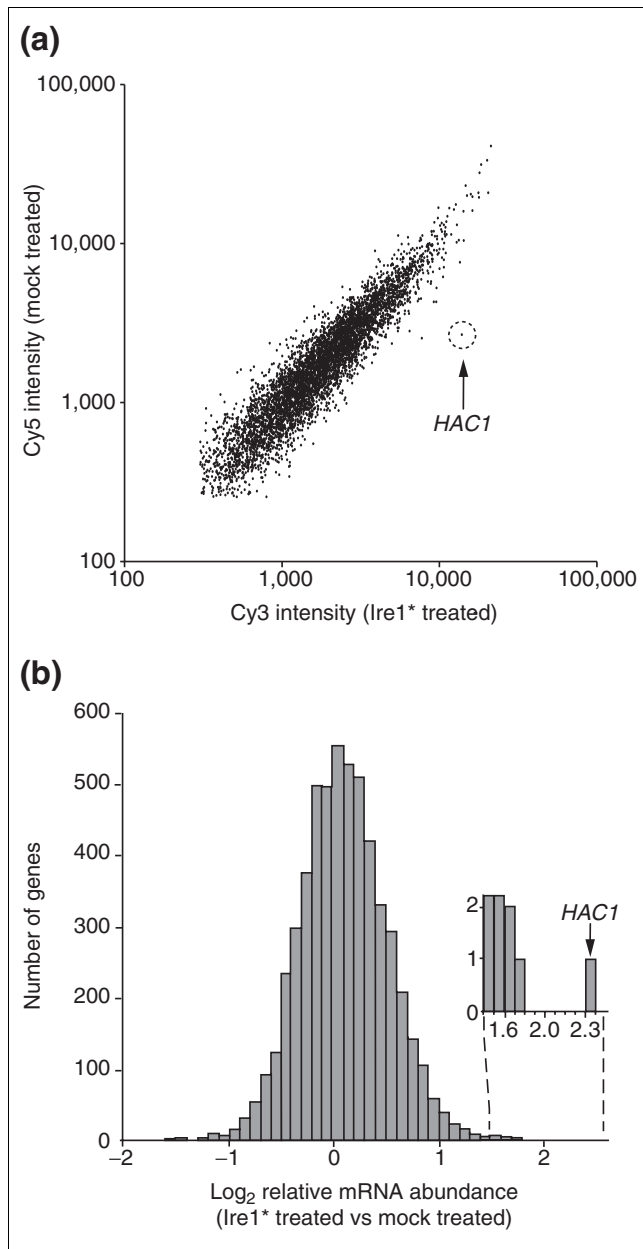 (a)
100,000
10,000
1,000
100
Cy5 intensity (mock treated)
HAC1
100
1,000
10,000
100,000
Cy3 intensity (Ire1* treated)
(b)
600
500
400
300
200
100
0
Number of genes
2
1
0
HAC1
1.6
2.0
2.3
−2
−1
0
1
2
Log2 relative mRNA abundance
(Ire1* treated vs mock treated)